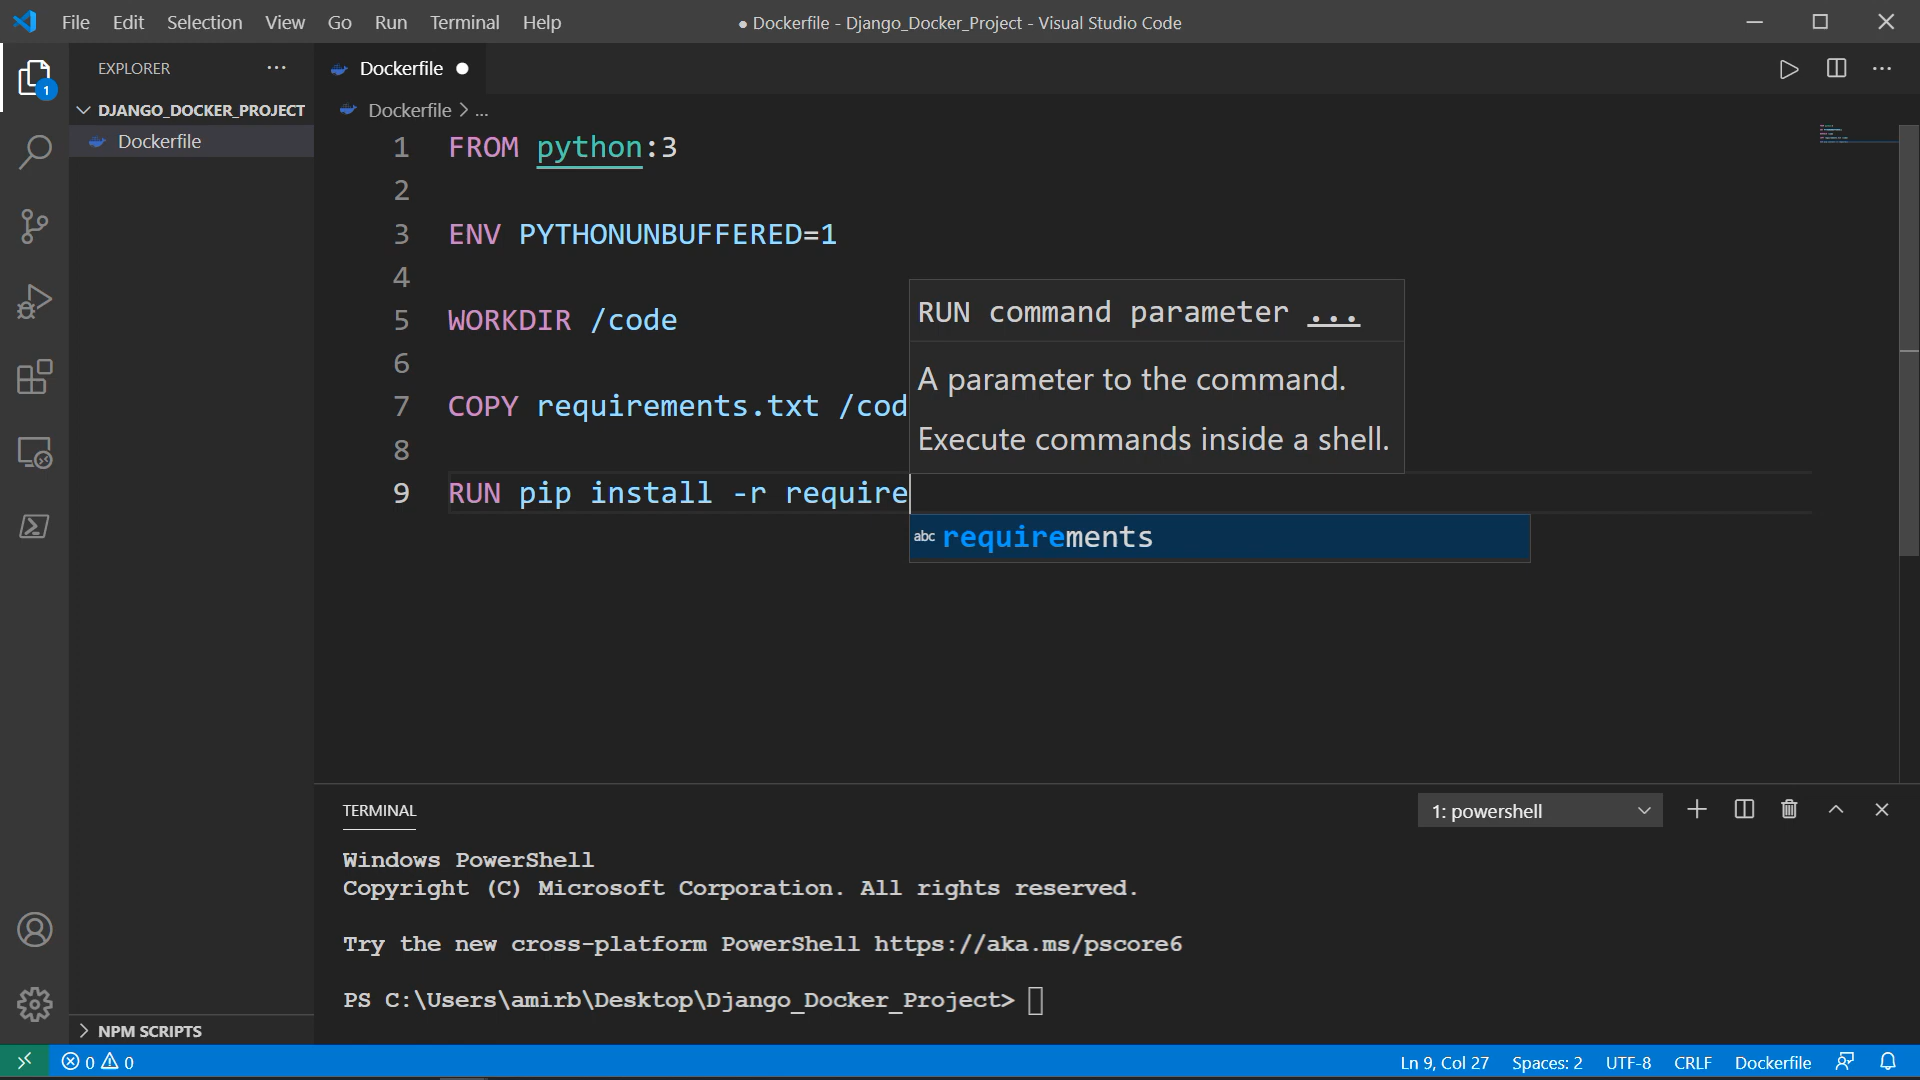 File Edit Selection View Go Run Terminal Help
● Dockerfile - Django_Docker_Project - Visual Studio Code
EXPLORER ...
1
DJANGO_DOCKER_PROJECT
Dockerfile
NPM SCRIPTS
Dockerfile ●
Dockerfile > ...
1 FROM python:3
2
3 ENV PYTHONUNBUFFERED=1
4
5 WORKDIR /code
6
7 COPY requirements.txt /cod
8
9 RUN pip install -r require
RUN command parameter ...
A parameter to the command.
Execute commands inside a shell.
abc requirements
TERMINAL
1: powershell
Windows PowerShell
Copyright (C) Microsoft Corporation. All rights reserved.
Try the new cross-platform PowerShell https://aka.ms/pscore6
PS C:\Users\amirb\Desktop\Django_Docker_Project>
0 0
Ln 9, Col 27 Spaces: 2 UTF-8 CRLF Dockerfile